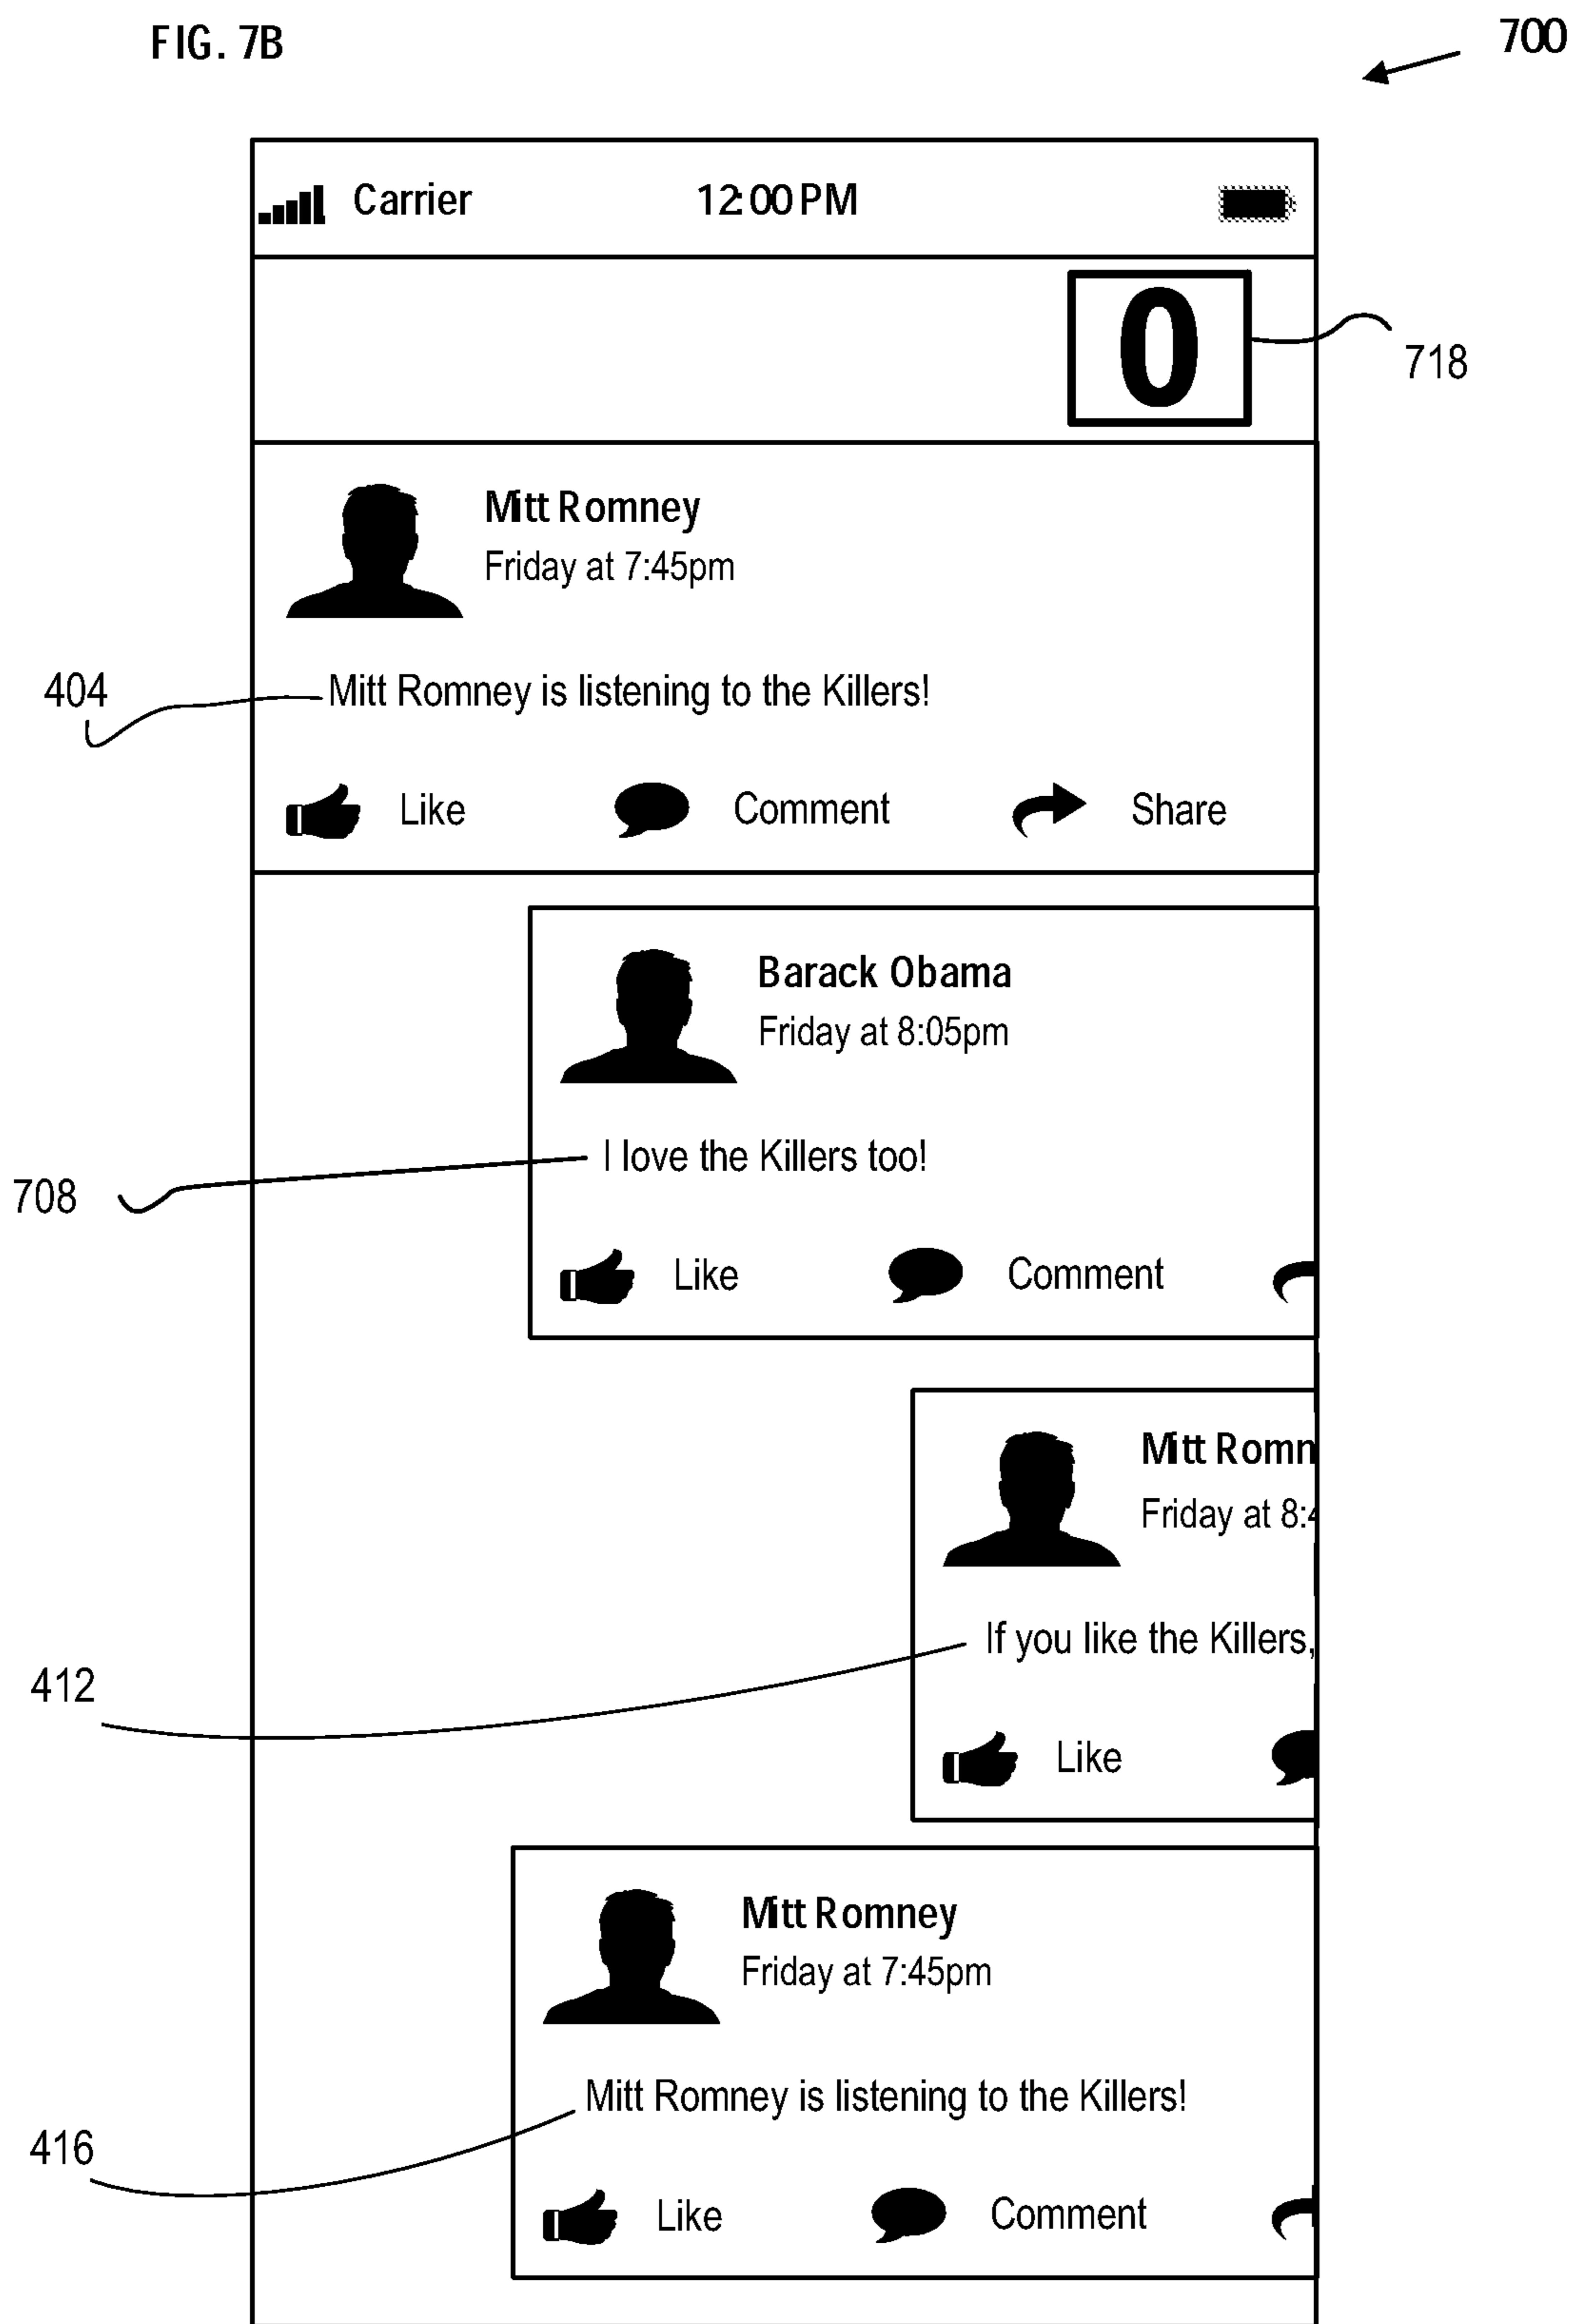 FIG. 7B
700
Carrier 12:00 PM
0
718
Mitt Romney
Friday at 7:45pm
404
Mitt Romney is listening to the Killers!
Like Comment Share
Barack Obama
Friday at 8:05pm
I love the Killers too!
708
Like Comment
Mitt Romn
Friday at 8:4
If you like the Killers,
412
Like
Mitt Romney
Friday at 7:45pm
Mitt Romney is listening to the Killers!
416
Like Comment